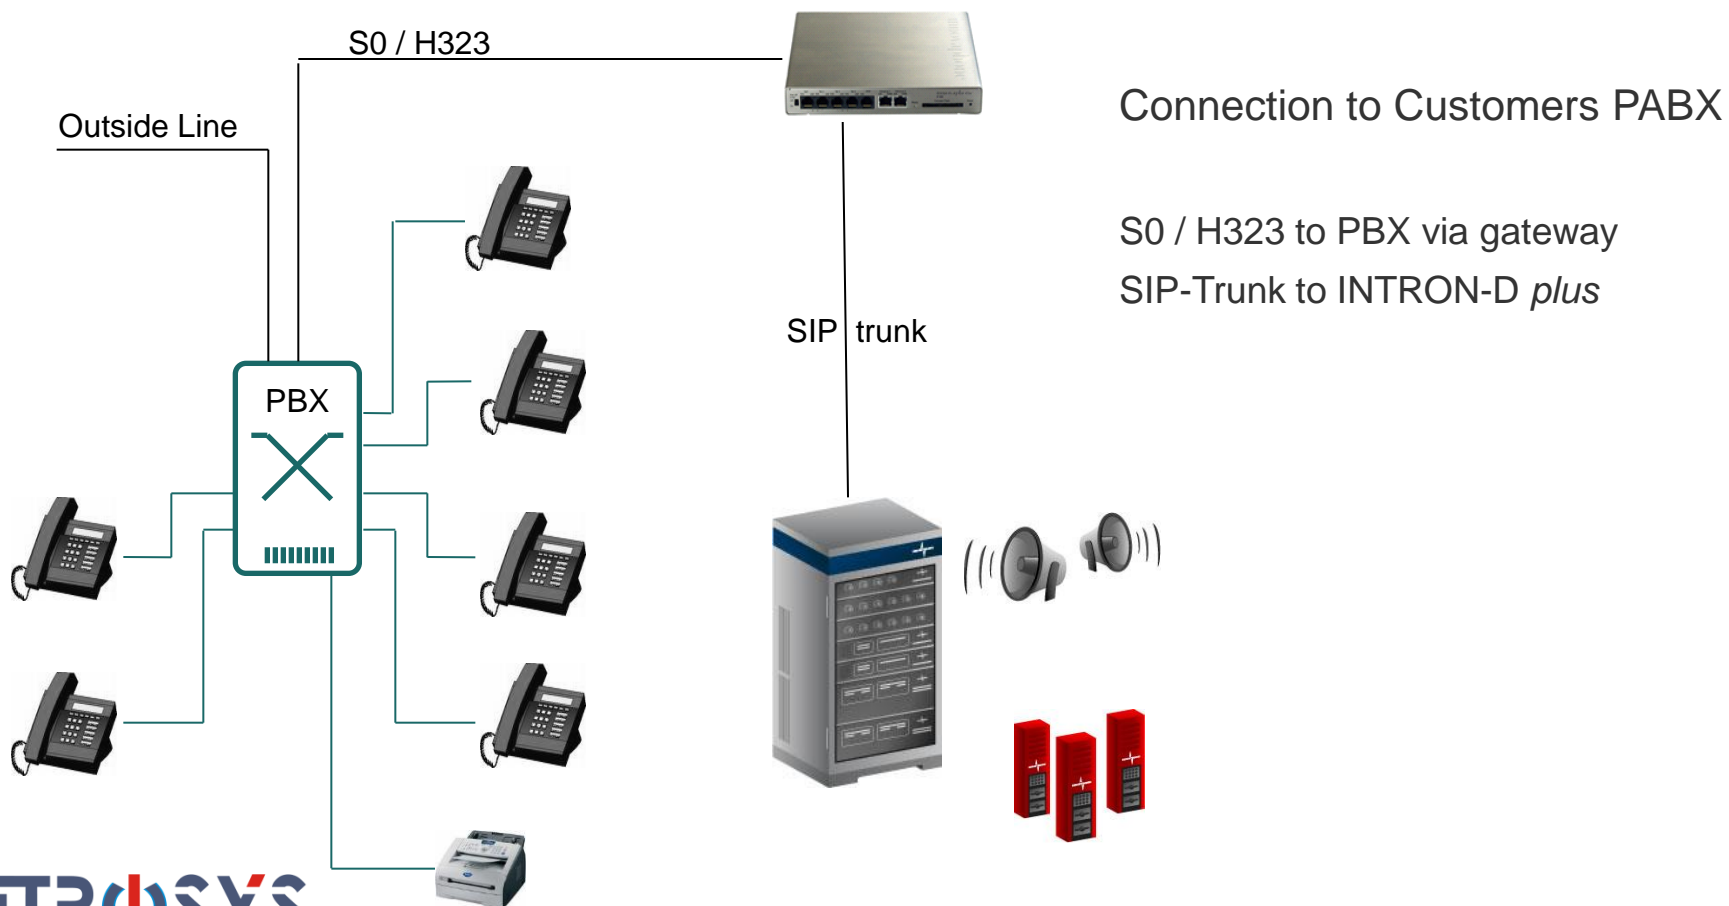 S0 / H323
Outside Line
Connection to Customers PABX
S0 / H323 to PBX via gateway
SIP-Trunk to INTRON-D plus
SIP trunk
PBX